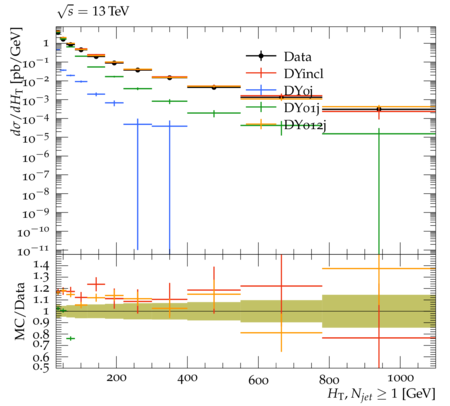 √s = 13 TeV
dσ/dH_T [pb/GeV]
1
10^−1
10^−2
10^−3
10^−4
10^−5
10^−6
10^−7
10^−8
10^−9
10^−10
10^−11
Data
DYincl
DY0j
DY01j
DY012j
MC/Data
1.4
1.3
1.2
1.1
1
0.9
0.8
0.7
0.6
0.5
200 400 600 800 1000
H_T, N_jet ≥ 1 [GeV]